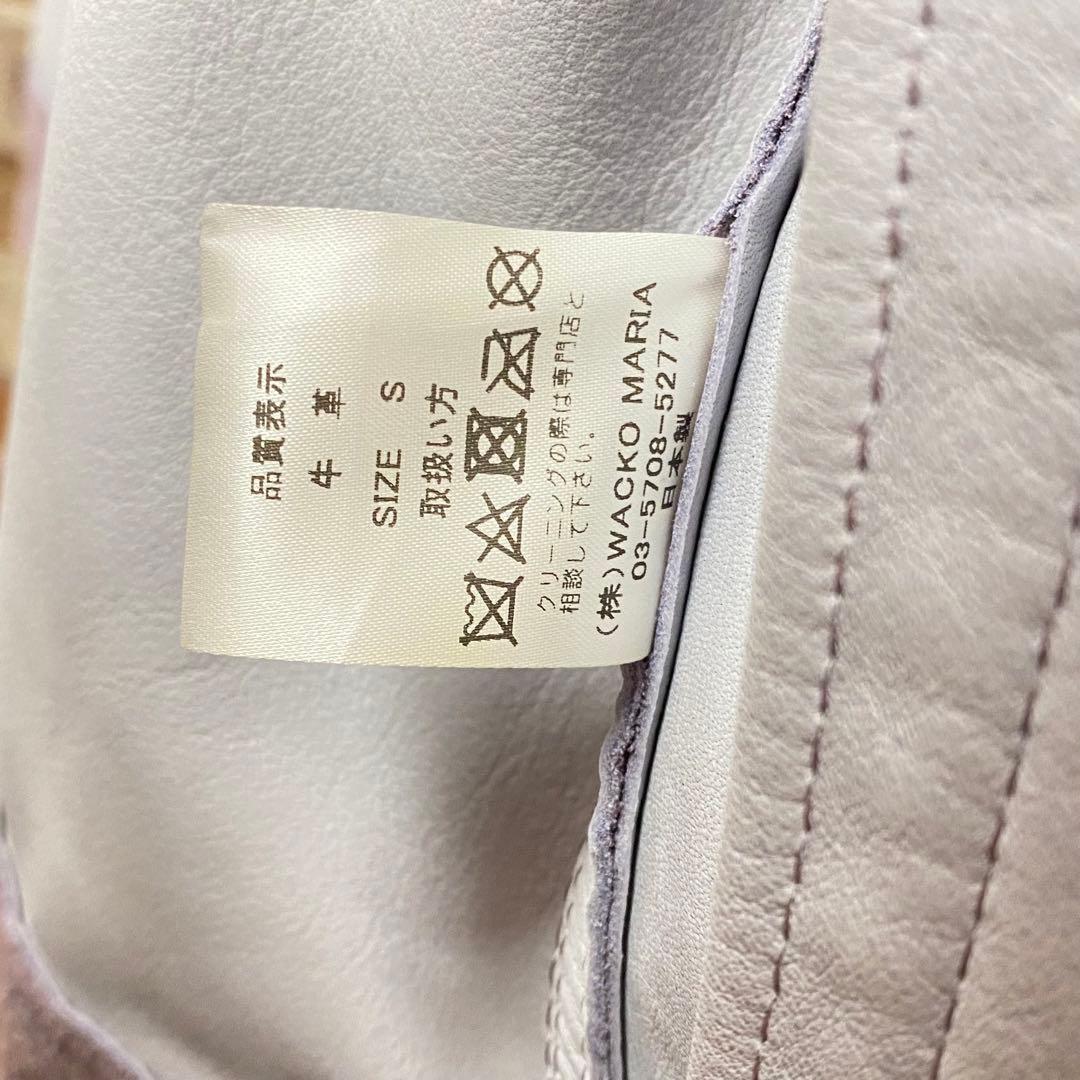 品質表示
牛 革
SIZE S
取扱い方
クリーニングの際は専門店と
相談して下さい。
(株)WACKO MARIA
03-5708-5277
日本製